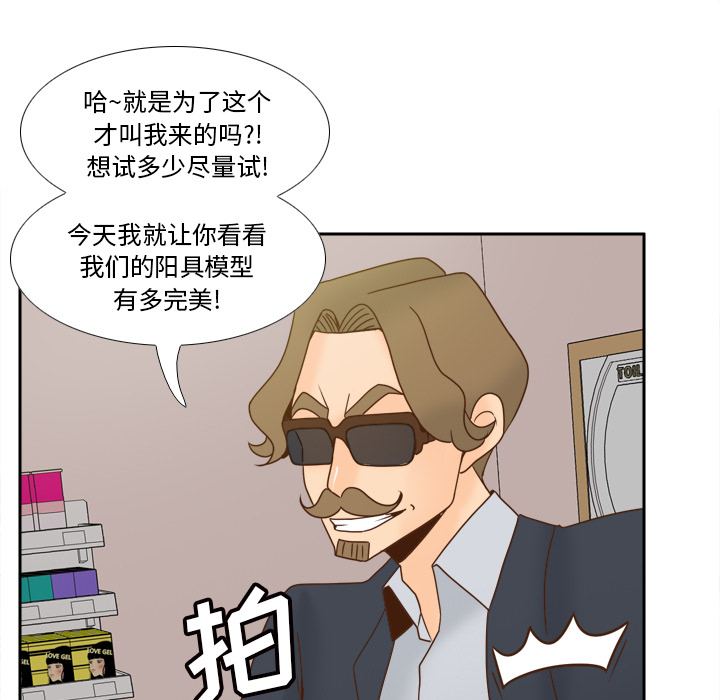 哈~就是为了这个
才叫我来的吗?!
想试多少尽量试!
今天我就让你看看
我们的阳具模型
有多完美!
TOIL
LOVE GEL
LOVE GEL
拍